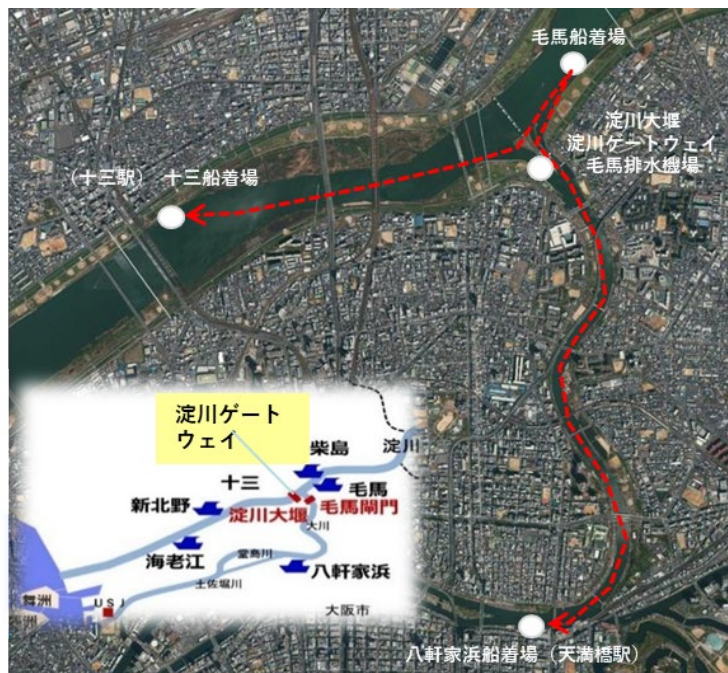 毛馬船着場
淀川大堰
淀川ゲートウェイ
毛馬排水機場
（十三駅）　十三船着場
淀川ゲート
ウェイ
柴島
淀川
十三
毛馬
新北野
淀川大堰
毛馬閘門
大川
海老江
堂島川
八軒家浜
土佐堀川
舞洲
USJ
洲
大阪市
八軒家浜船着場（天満橋駅）